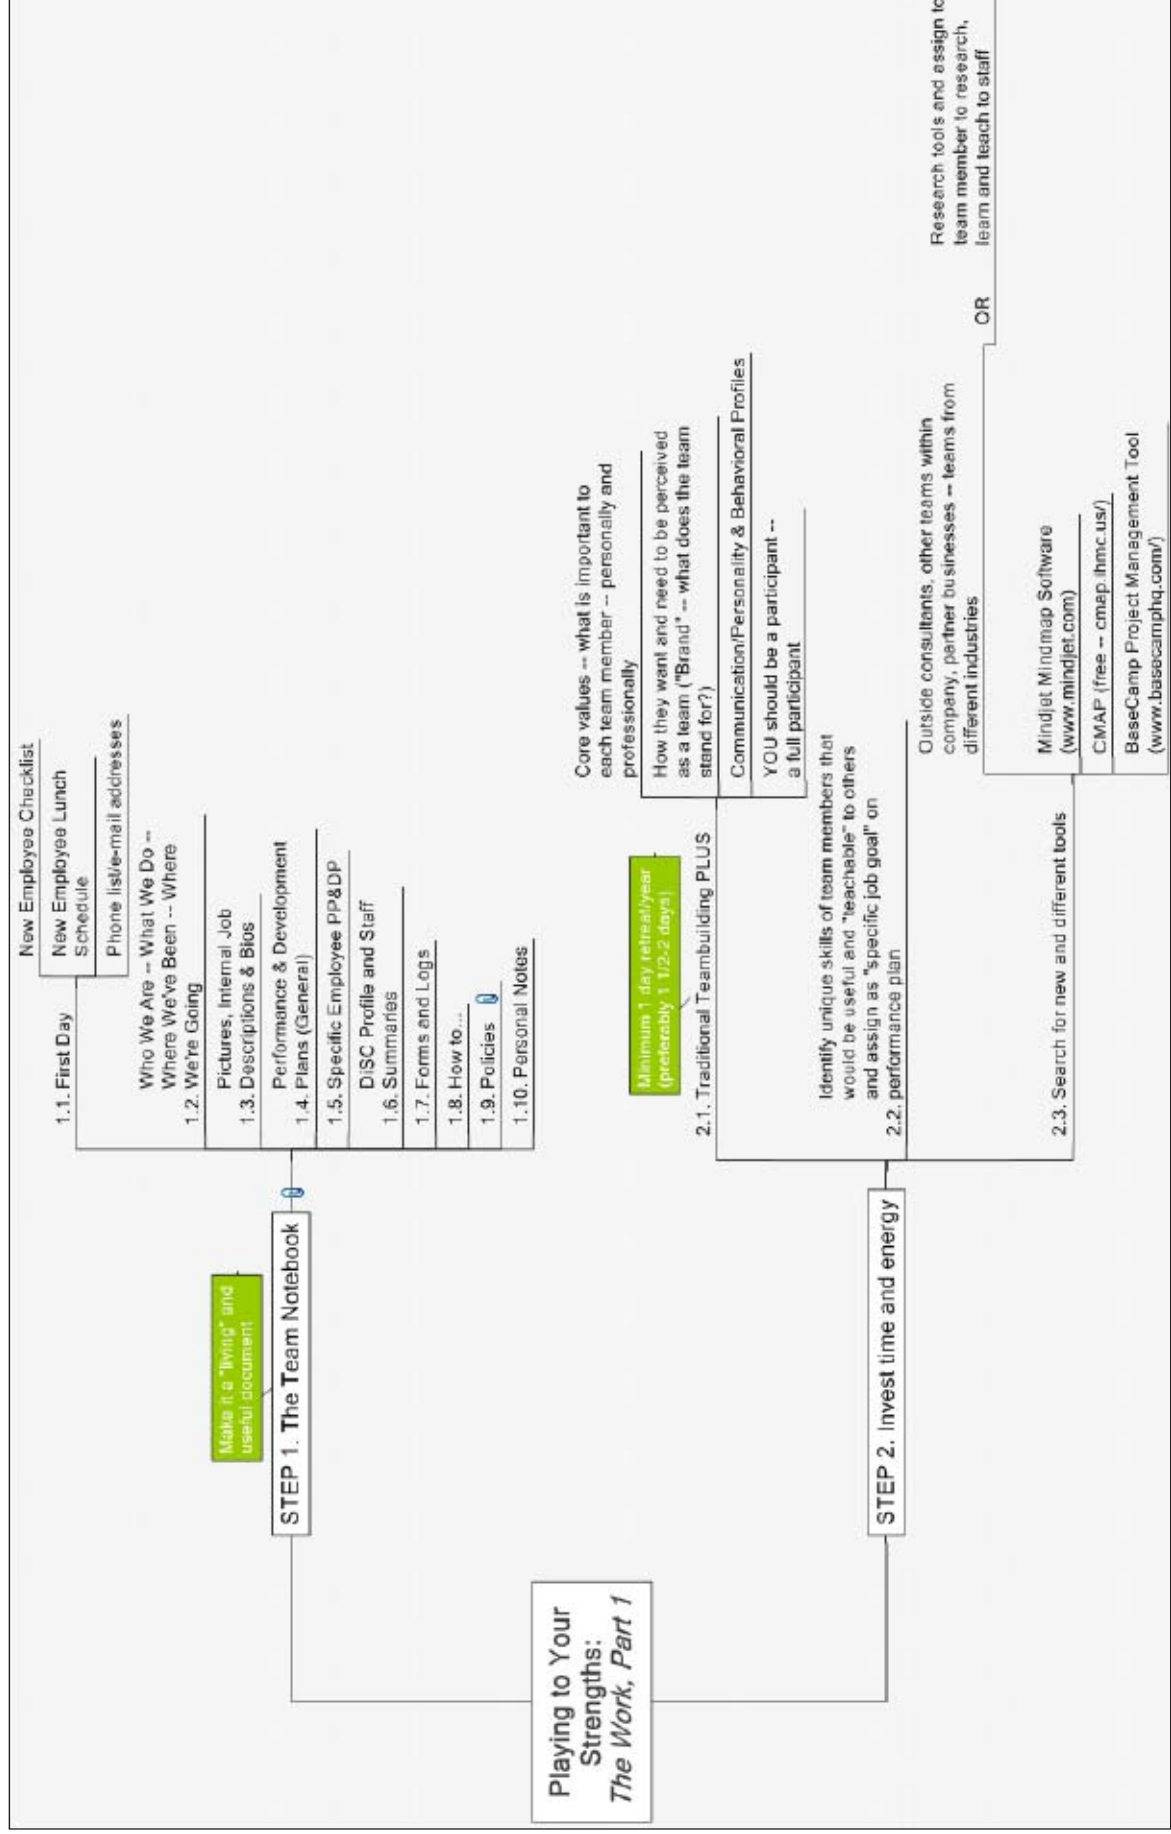 Playing to Your
Strengths:
The Work, Part 1
Make it a "living" and
useful document
STEP 1. The Team Notebook
1.1. First Day
New Employee Checklist
New Employee Lunch
Schedule
Phone list/e-mail addresses
Who We Are -- What We Do --
Where We've Been -- Where
1.2. We're Going
Pictures, Internal Job
1.3. Descriptions & Bios
Performance & Development
1.4. Plans (General)
1.5. Specific Employee PP&DP
DiSC Profile and Staff
1.6. Summaries
1.7. Forms and Logs
1.8. How to...
1.9. Policies
1.10. Personal Notes
STEP 2. Invest time and energy
Minimum 1 day retreat/year
(preferably 1 1/2-2 days)
2.1. Traditional Teambuilding PLUS
Core values -- what is important to
each team member -- personally and
professionally
How they want and need to be perceived
as a team ("Brand" -- what does the team
stand for?)
Communication/Personality & Behavioral Profiles
YOU should be a participant --
a full participant
Identify unique skills of team members that
would be useful and "teachable" to others
and assign as "specific job goal" on
2.2. performance plan
2.3. Search for new and different tools
Outside consultants, other teams within
company, partner businesses -- teams from
different industries
OR
Research tools and assign to
team member to research,
learn and teach to staff
Mindjet Mindmap Software
(www.mindjet.com)
CMAP (free -- cmap.ihmc.us/)
BaseCamp Project Management Tool
(www.basecamphq.com/)